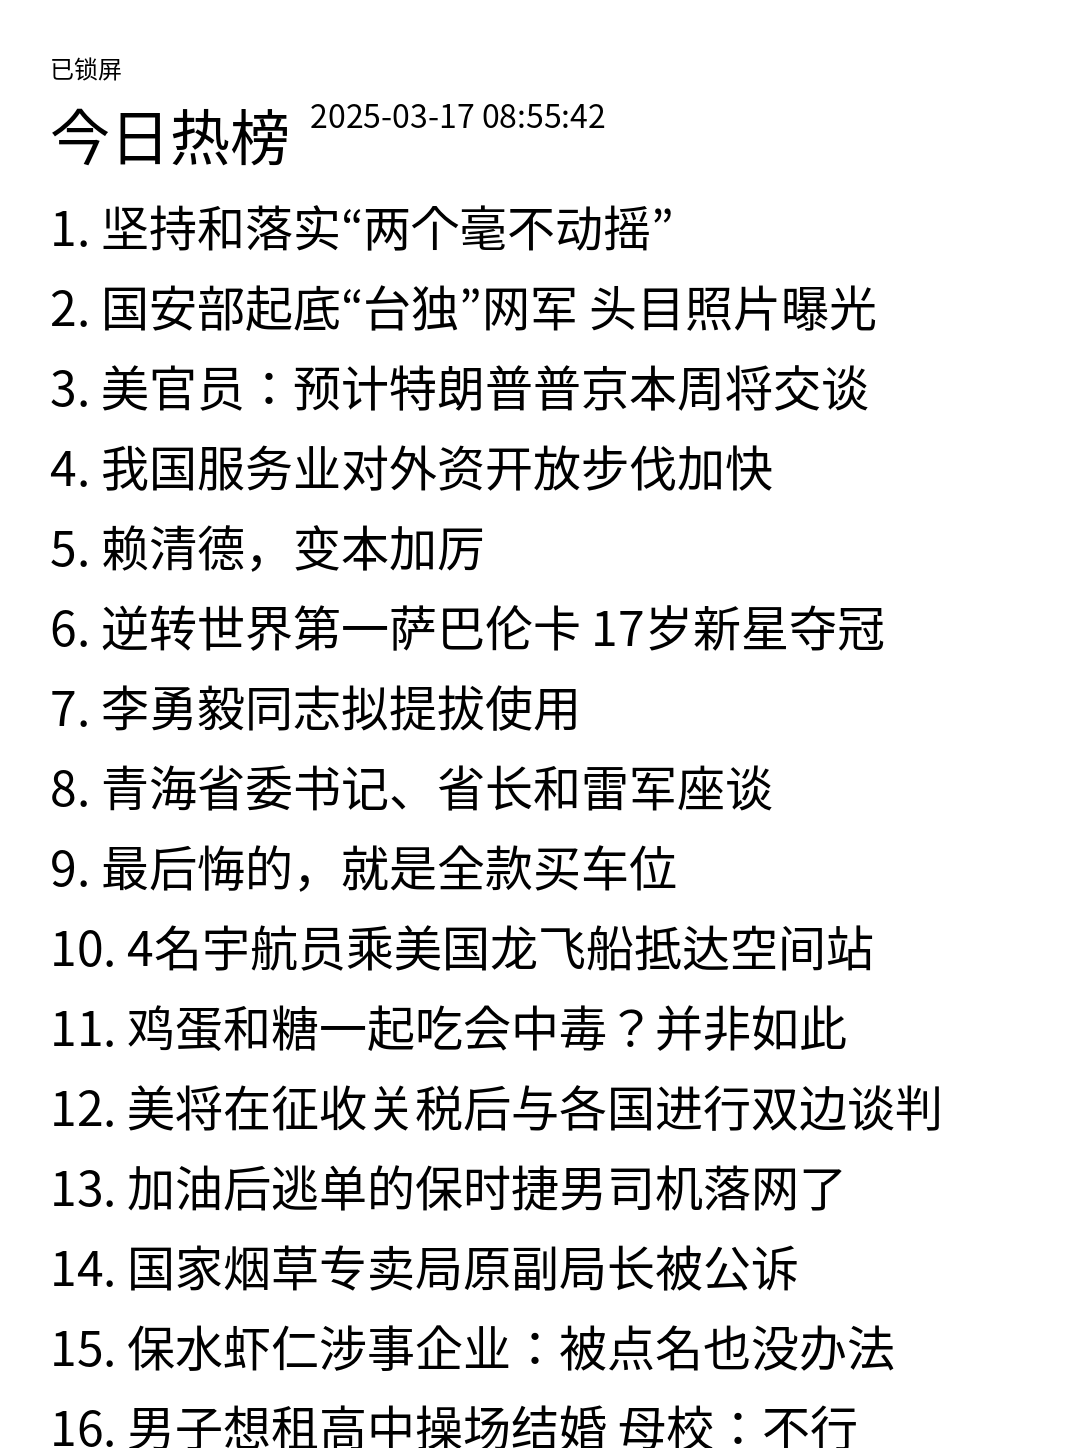 已锁屏
今日热榜 2025-03-17 08:55:42
1. 坚持和落实“两个毫不动摇”
2. 国安部起底“台独”网军 头目照片曝光
3. 美官员：预计特朗普普京本周将交谈
4. 我国服务业对外资开放步伐加快
5. 赖清德，变本加厉
6. 逆转世界第一萨巴伦卡 17岁新星夺冠
7. 李勇毅同志拟提拔使用
8. 青海省委书记、省长和雷军座谈
9. 最后悔的，就是全款买车位
10. 4名宇航员乘美国龙飞船抵达空间站
11. 鸡蛋和糖一起吃会中毒？并非如此
12. 美将在征收关税后与各国进行双边谈判
13. 加油后逃单的保时捷男司机落网了
14. 国家烟草专卖局原副局长被公诉
15. 保水虾仁涉事企业：被点名也没办法
16. 男子想租高中操场结婚 母校：不行